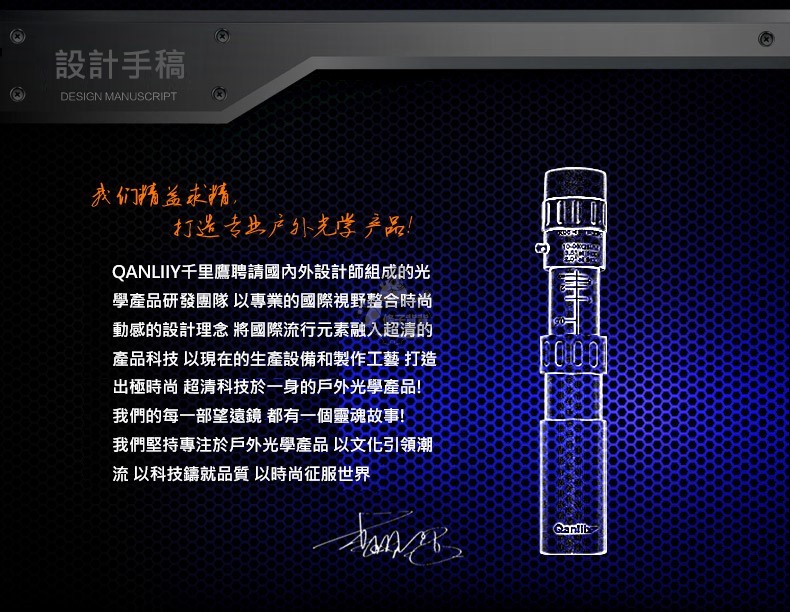 設計手稿
DESIGN MANUSCRIPT
我们精益求精,
打造专业户外光学产品!
QANLIIY千里鷹聘請國內外設計師組成的光
學產品研發團隊 以專業的國際視野整合時尚
動感的設計理念 將國際流行元素融入超清的
產品科技 以現在的生產設備和製作工藝 打造
出極時尚 超清科技於一身的戶外光學產品!
我們的每一部望遠鏡 都有一個靈魂故事!
我們堅持專注於戶外光學產品 以文化引領潮
流 以科技鑄就品質 以時尚征服世界